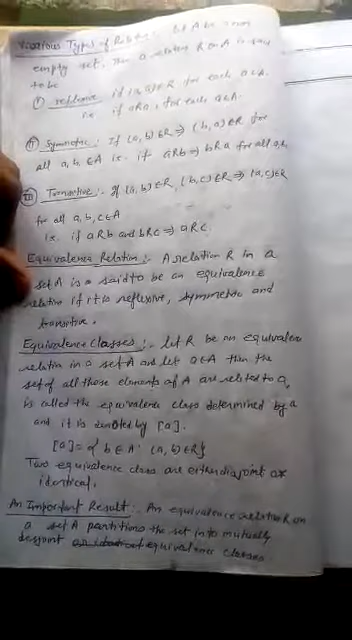 Various Types of Relation:- Let A be a non
empty set, then a relation R on A is said
to be
(i) reflexive if (a,a)∈R for each a∈A.
i.e. if aRa, for each a∈A.
(ii) Symmetric:- If (a,b)∈R ⇒ (b,a)∈R for
all a,b,∈A i.e. if aRb ⇒ bRa for all a,b
(iii) Transitive:- If (a,b)∈R, (b,c)∈R ⇒ (a,c)∈R
for all a,b,c∈A
i.e. if aRb and bRc ⇒ aRc.
Equivalence Relation:- A relation R in a
set A is a said to be an equivalence
relation if it is reflexive, symmetric and
transitive.
Equivalence Classes:- let R be an equivalence
relation in a set A and let a∈A then the
set of all those elements of A are related to a,
is called the equivalence class determined by a
and it is denoted by [a].
[a] = { b∈A: (a,b)∈R}
Two equivalence class are either disjoint or
identical.
An Important Result:- An equivalence relation R on
a set A partitions the set into mutually
desjoint equivalence classes